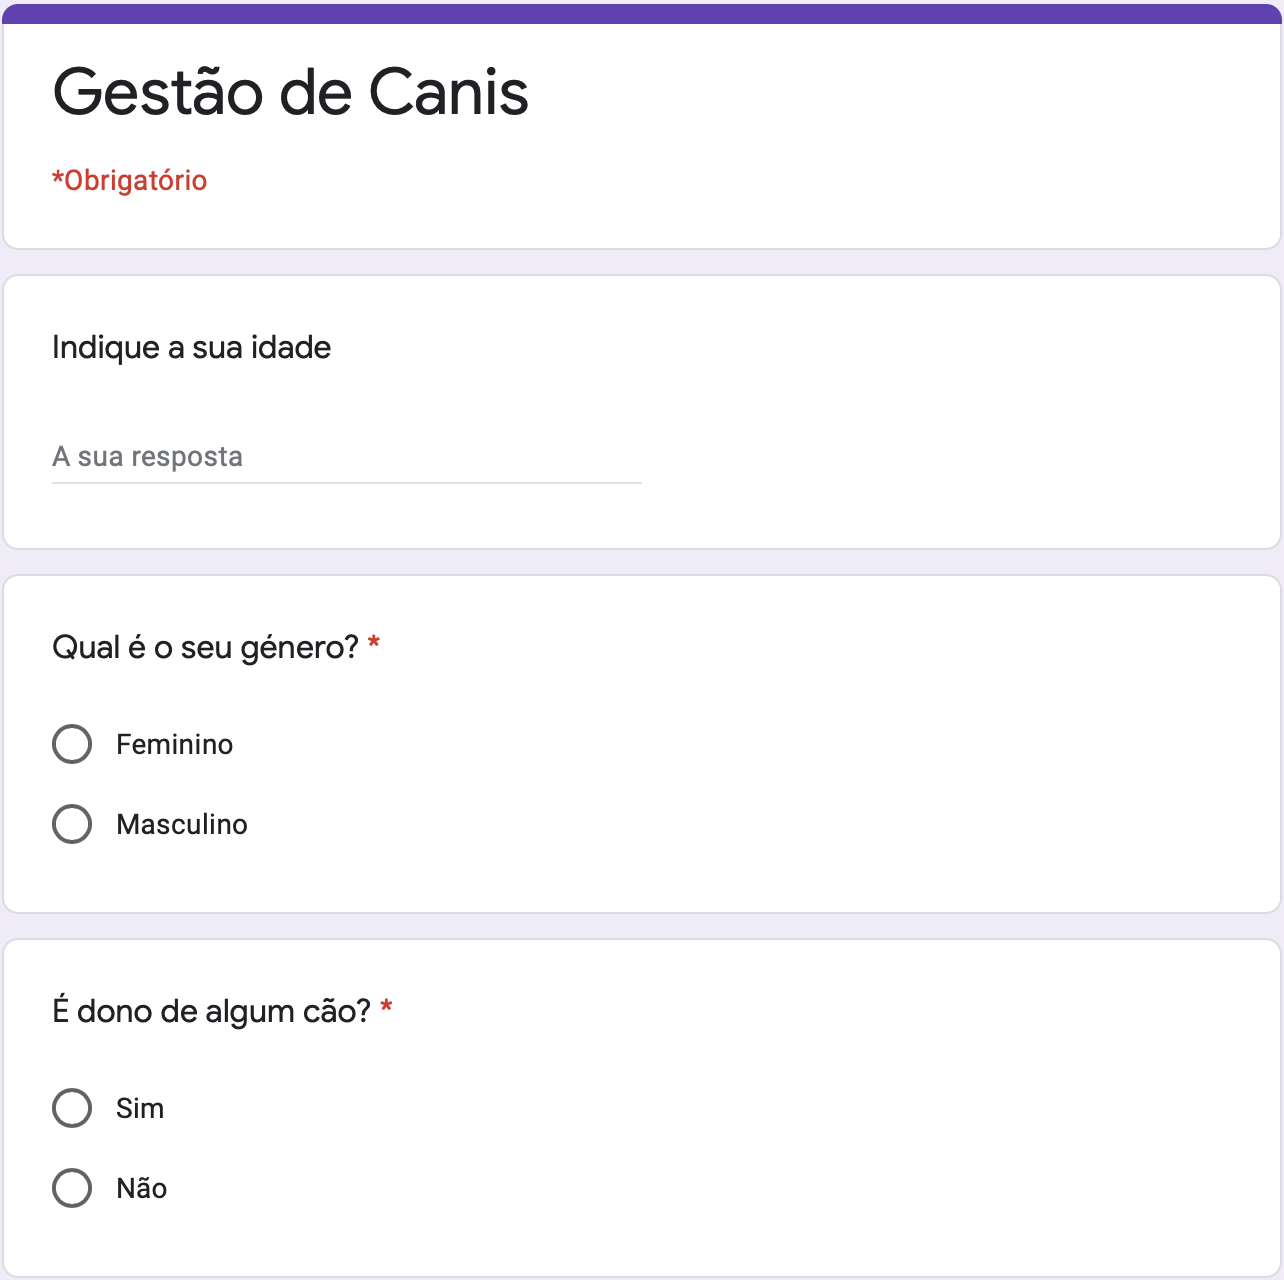 Gestão de Canis
*Obrigatório
Indique a sua idade
A sua resposta
Qual é o seu género? *
Feminino
Masculino
É dono de algum cão? *
Sim
Não